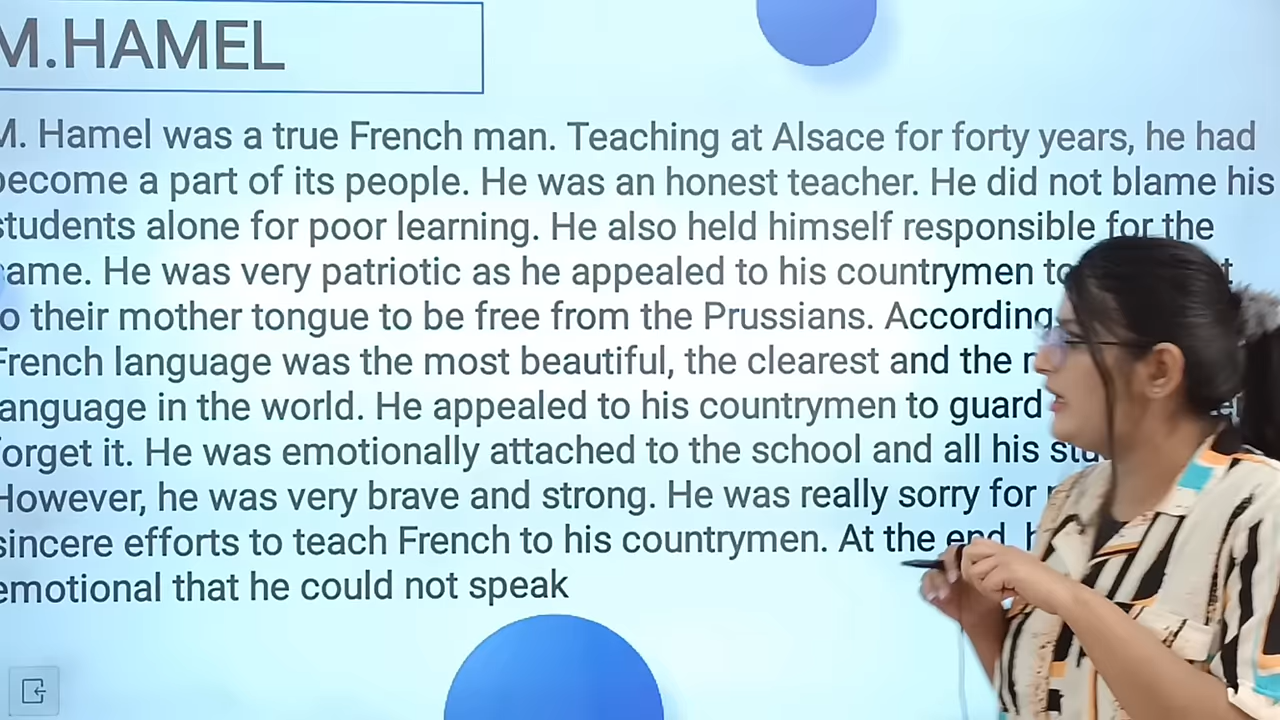 M.HAMEL
M. Hamel was a true French man. Teaching at Alsace for forty years, he had
become a part of its people. He was an honest teacher. He did not blame his
students alone for poor learning. He also held himself responsible for the
same. He was very patriotic as he appealed to his countrymen
to their mother tongue to be free from the Prussians. According
French language was the most beautiful, the clearest and the
language in the world. He appealed to his countrymen to guard
forget it. He was emotionally attached to the school and all his
However, he was very brave and strong. He was really sorry for
sincere efforts to teach French to his countrymen. At the end,
emotional that he could not speak